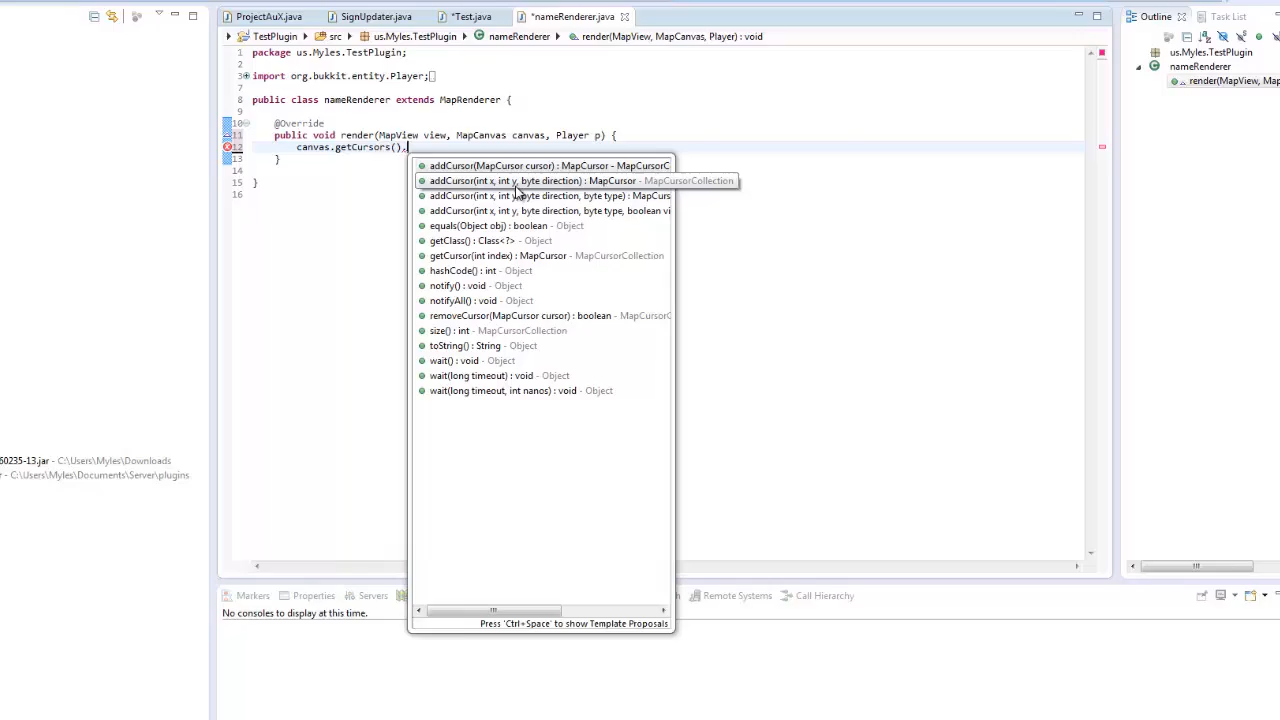 ProjectAuX.java
SignUpdater.java
*Test.java
*nameRenderer.java
Outline
Task List
TestPlugin
src
us.Myles.TestPlugin
nameRenderer
render(MapView, MapCanvas, Player) : void
1 package us.Myles.TestPlugin;
2
3 import org.bukkit.entity.Player;
7
8 public class nameRenderer extends MapRenderer {
9
10 @Override
11 public void render(MapView view, MapCanvas canvas, Player p) {
12 canvas.getCursors().
13 }
14
15 }
16
addCursor(MapCursor cursor) : MapCursor - MapCursorC
addCursor(int x, int y, byte direction) : MapCursor - MapCursorCollection
addCursor(int x, int y, byte direction, byte type) : MapCurs
addCursor(int x, int y, byte direction, byte type, boolean vi
equals(Object obj) : boolean - Object
getClass() : Class<?> - Object
getCursor(int index) : MapCursor - MapCursorCollection
hashCode() : int - Object
notify() : void - Object
notifyAll() : void - Object
removeCursor(MapCursor cursor) : boolean - MapCursorC
size() : int - MapCursorCollection
toString() : String - Object
wait() : void - Object
wait(long timeout) : void - Object
wait(long timeout, int nanos) : void - Object
Press 'Ctrl+Space' to show Template Proposals
us.Myles.TestPlugin
nameRenderer
render(MapView, Map
60235-13.jar - C:\Users\Myles\Downloads
r - C:\Users\Myles\Documents\Server\plugins
Markers
Properties
Servers
Remote Systems
Call Hierarchy
No consoles to display at this time.